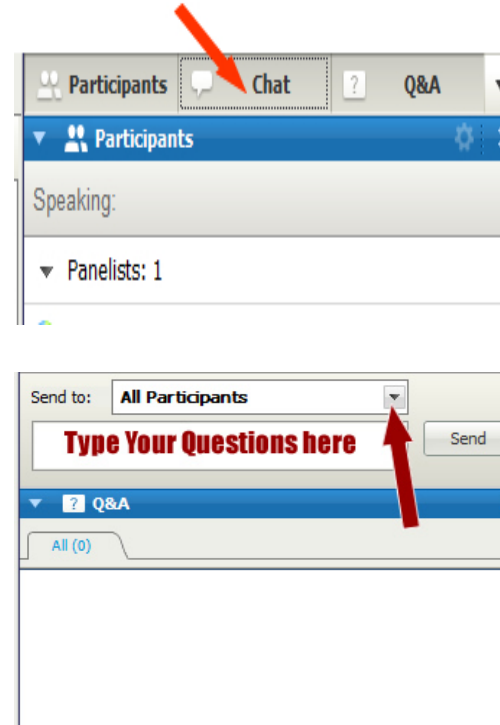 Participants Chat ? Q&A
Participants
Speaking:
Panelists: 1
Send to: All Participants
Type Your Questions here Send
? Q&A
All (0)